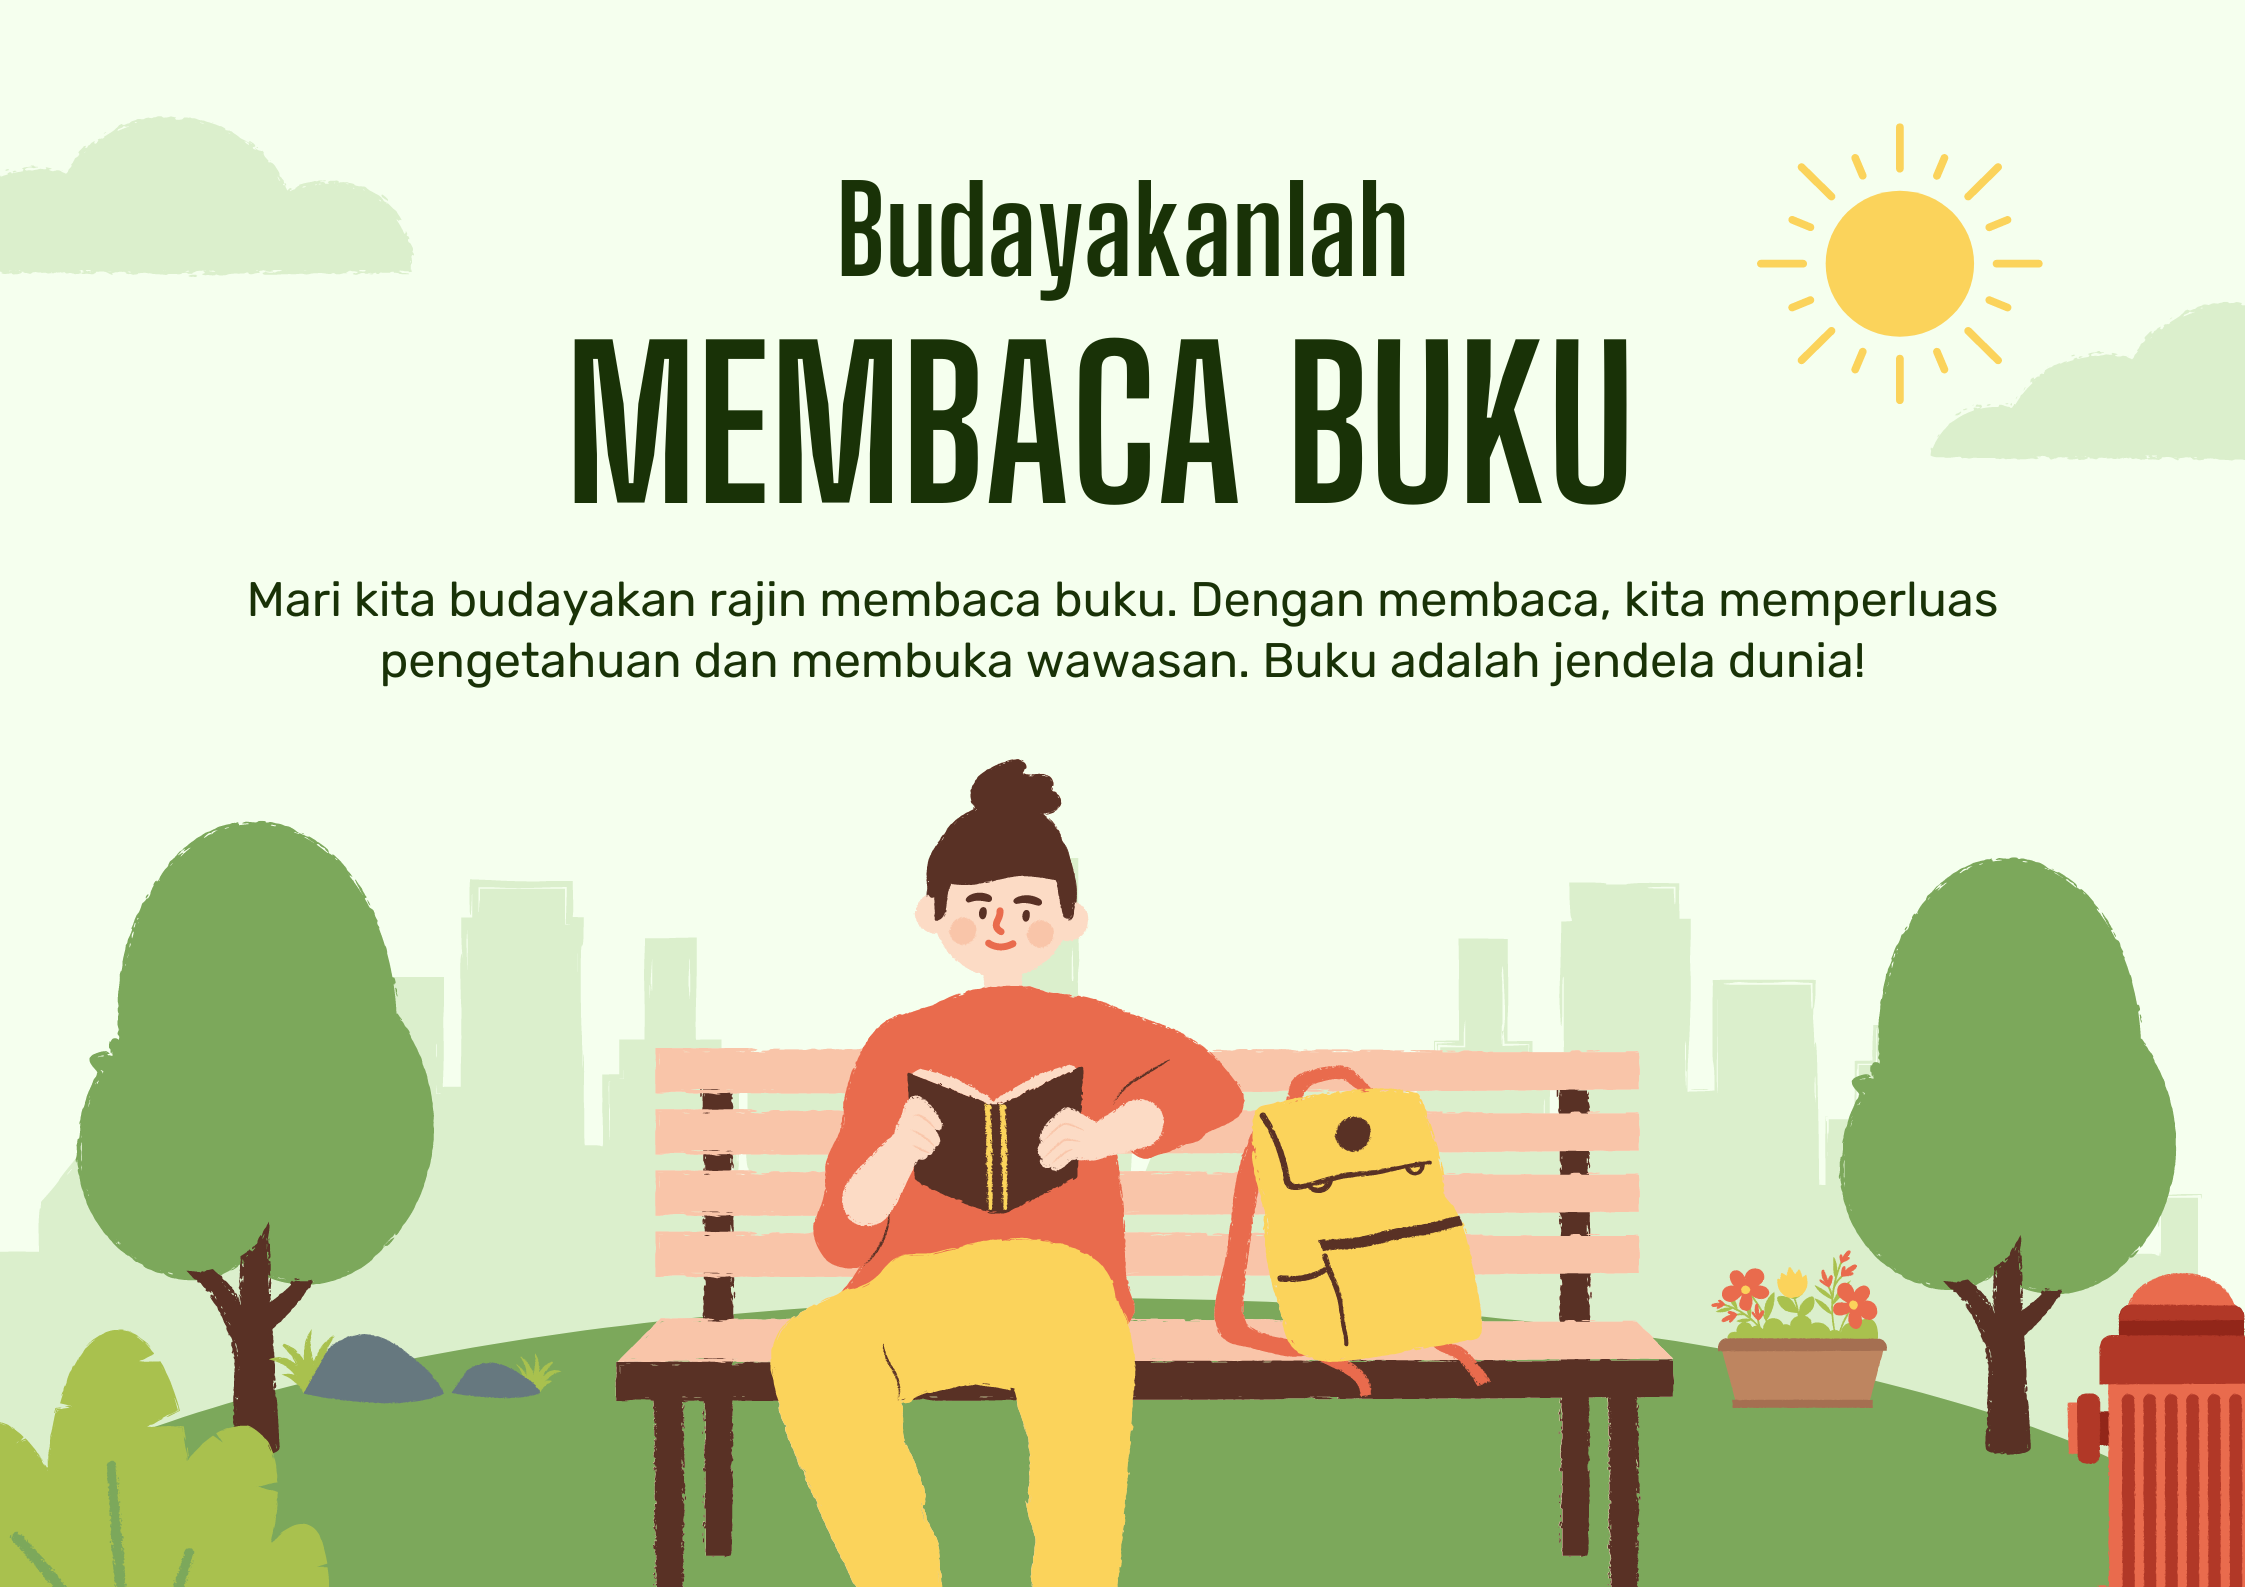 Budayakanlah
MEMBACA BUKU
Mari kita budayakan rajin membaca buku. Dengan membaca, kita memperluas
pengetahuan dan membuka wawasan. Buku adalah jendela dunia!